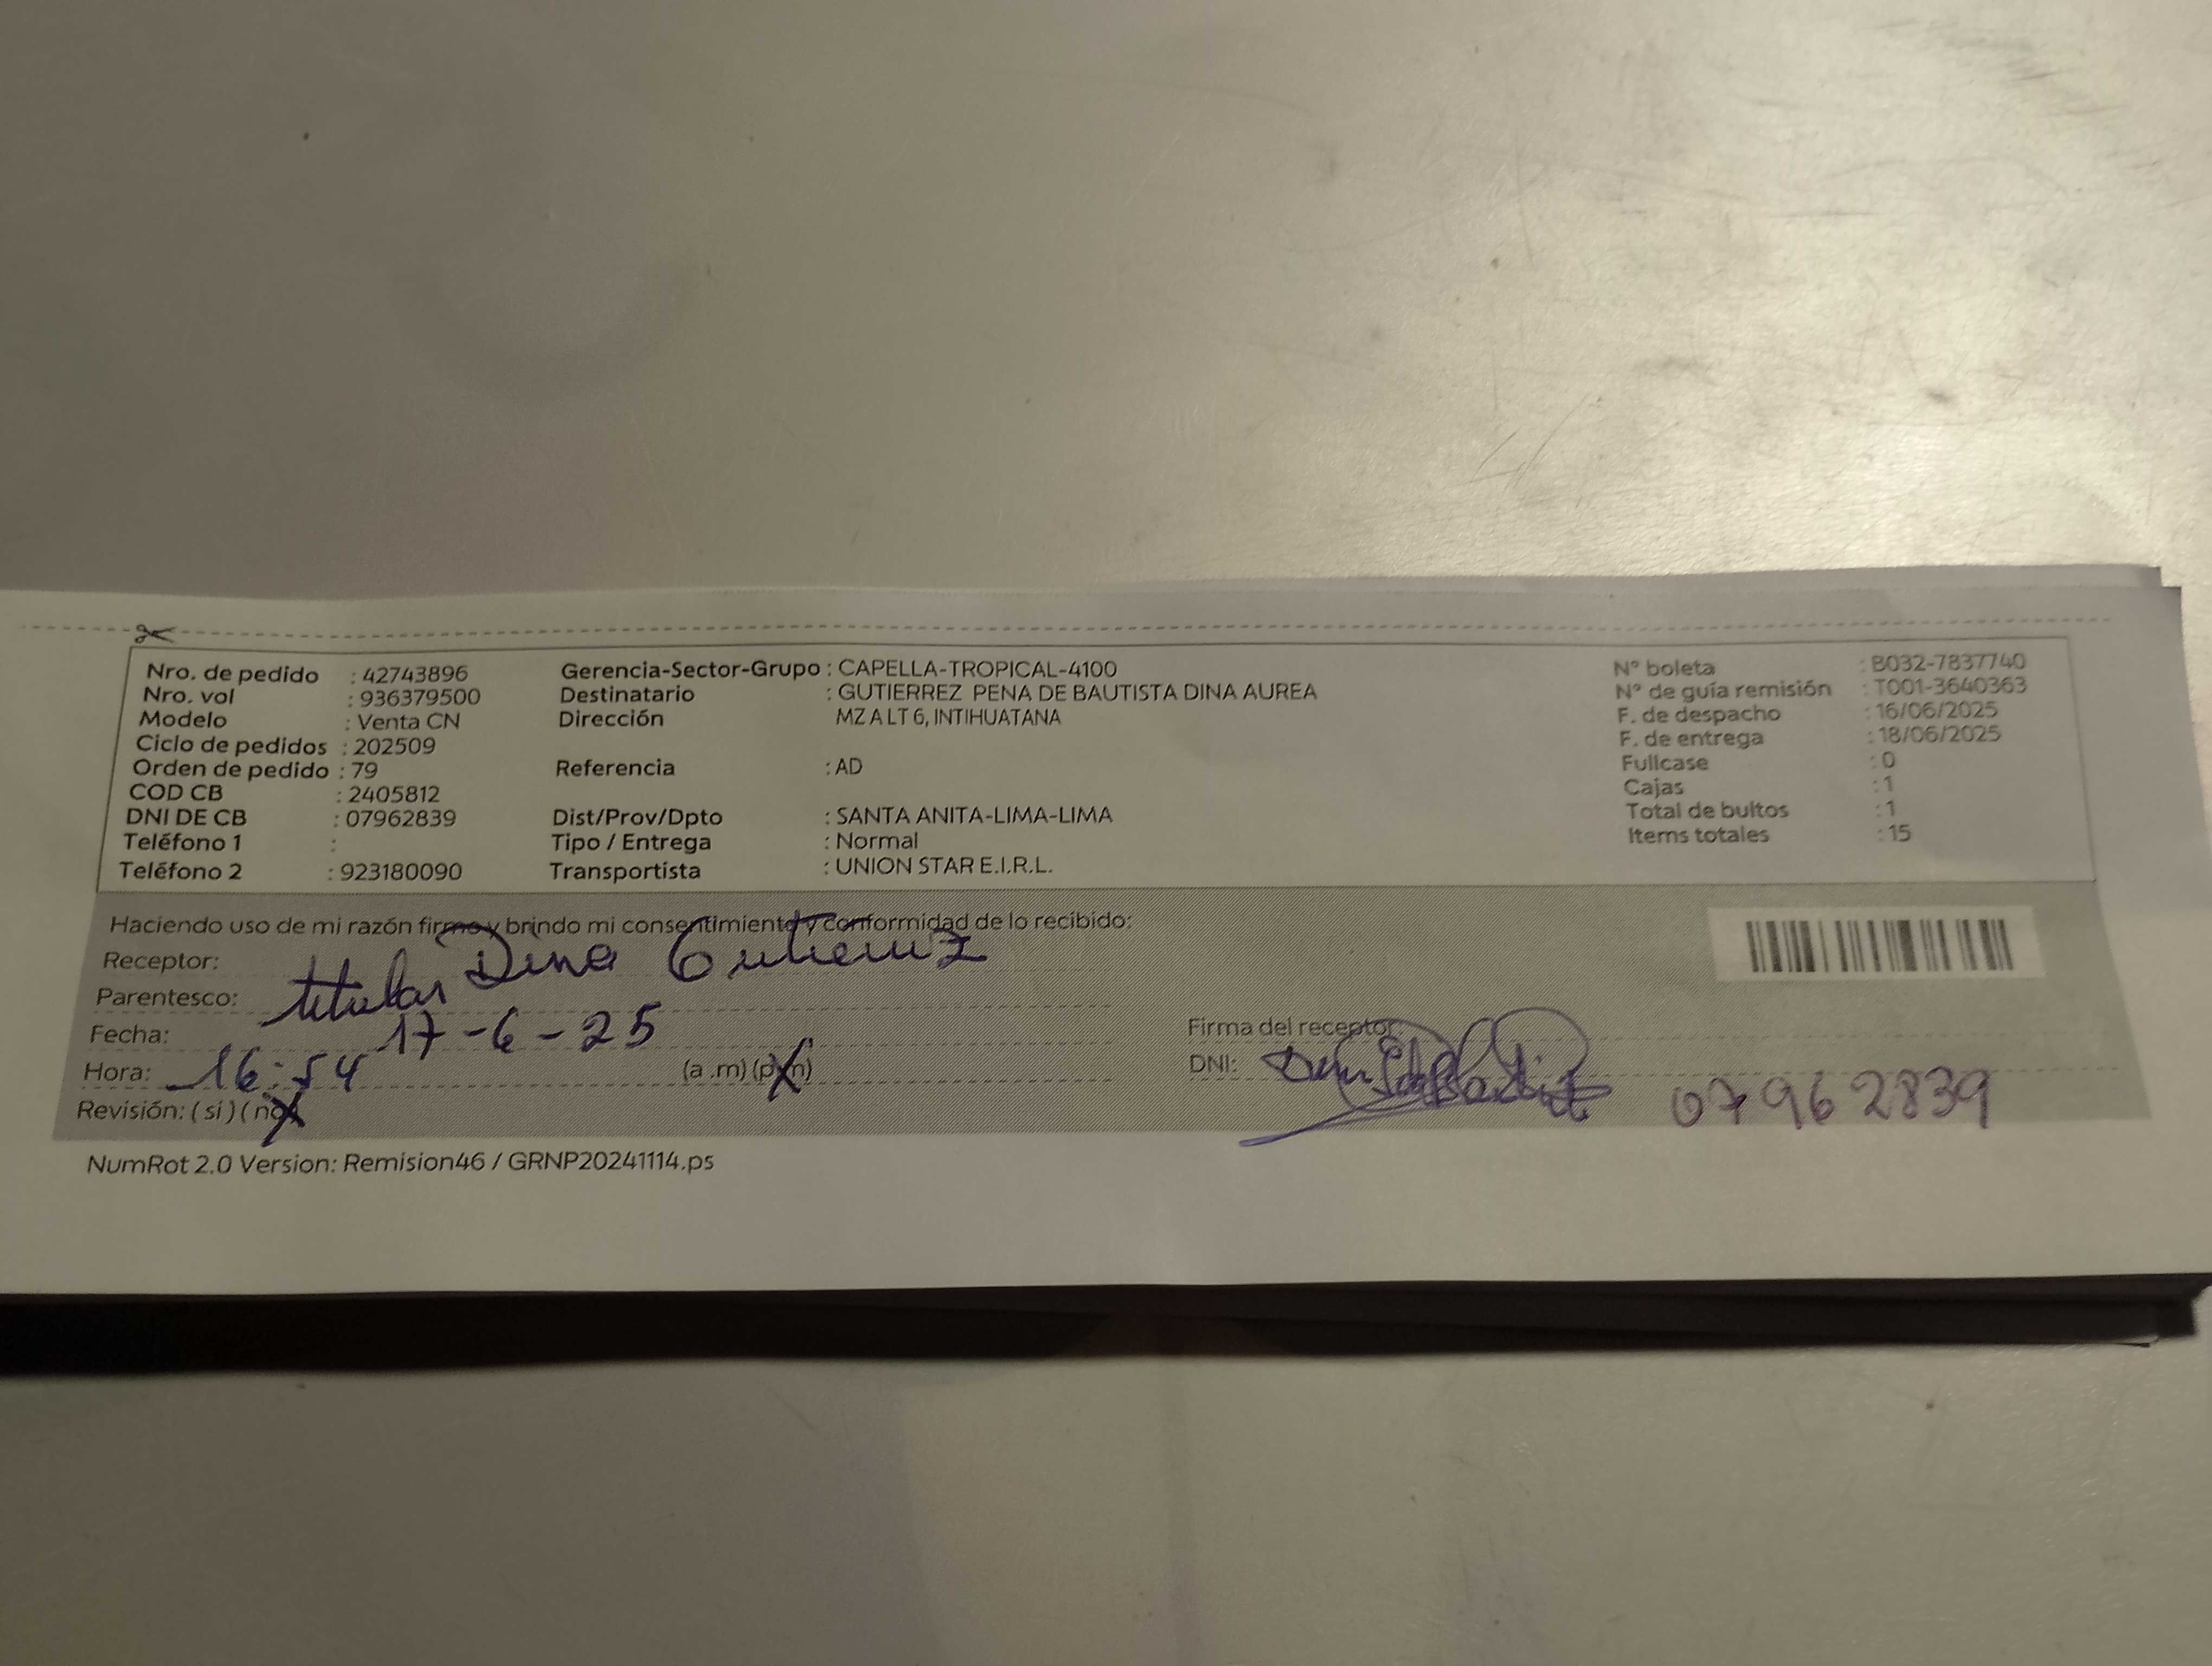 Nro. de pedido : 42743896 Gerencia-Sector-Grupo : CAPELLA-TROPICAL-4100 N° boleta : B032-7837740
Nro. vol : 936379500 Destinatario : GUTIERREZ PENA DE BAUTISTA DINA AUREA N° de guía remisión : T001-3640363
Modelo : Venta CN Dirección MZ A LT 6, INTIHUATANA F. de despacho : 16/06/2025
Ciclo de pedidos : 202509 F. de entrega : 18/06/2025
Orden de pedido : 79 Referencia : AD Fullcase : 0
COD CB : 2405812 Cajas : 1
DNI DE CB : 07962839 Dist/Prov/Dpto : SANTA ANITA-LIMA-LIMA Total de bultos : 1
Teléfono 1 : Tipo / Entrega : Normal Items totales : 15
Teléfono 2 : 923180090 Transportista : UNION STAR E.I.R.L.
Haciendo uso de mi razón firmo y brindo mi consentimiento y conformidad de lo recibido:
Receptor: Dina Gutierrez
Parentesco: titular
Fecha: 17-6-25 Firma del receptor:
Hora: 16:54 (a .m) (p.m) DNI: 07962839
Revisión: ( si ) ( no )
NumRot 2.0 Version: Remision46 / GRNP20241114.ps